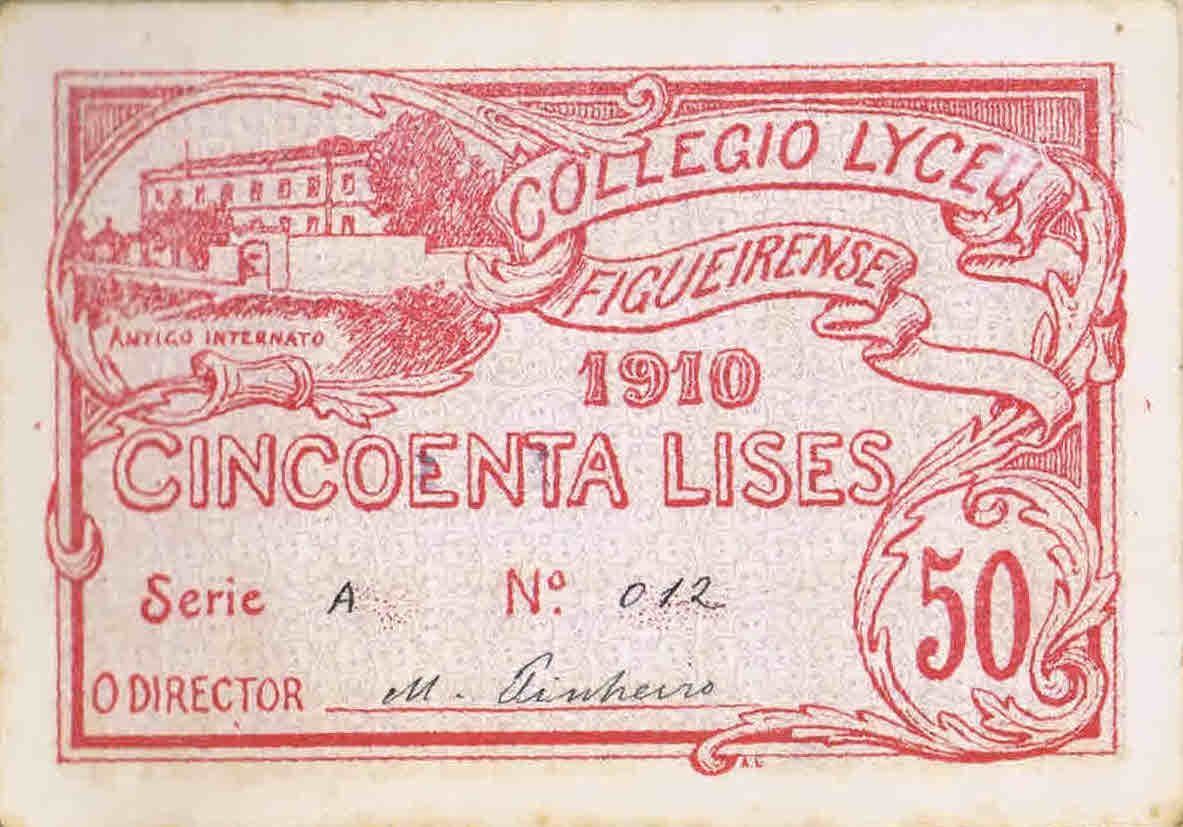 COLLEGIO LYCEU
FIGUEIRENSE
ANTIGO INTERNATO
1910
CINCOENTA LISES
Serie A Nº. 012
50
O DIRECTOR M. Pinheiro
A.L.